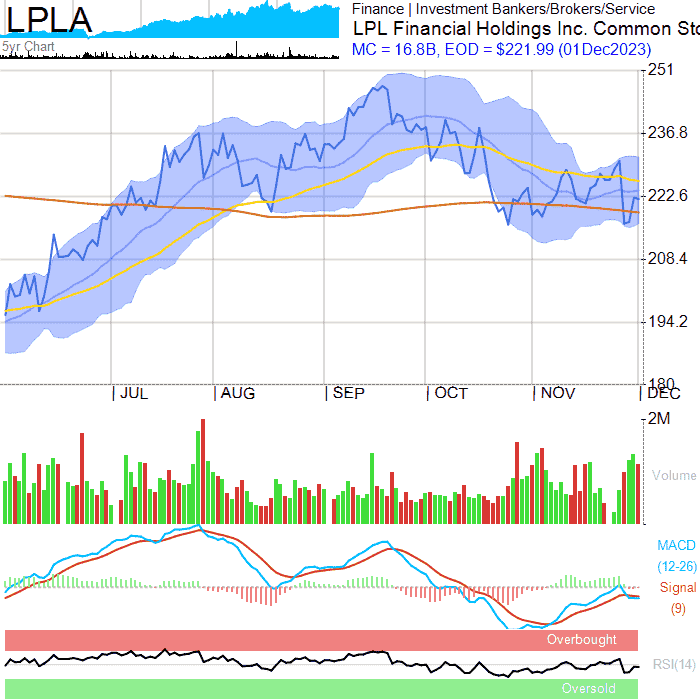 LPLA
Finance | Investment Bankers/Brokers/Service
LPL Financial Holdings Inc. Common Sto
MC = 16.8B, EOD = $221.99 (01Dec2023)
5yr Chart
251
236.8
222.6
208.4
194.2
180
JUL
AUG
SEP
OCT
NOV
DEC
2M
Volume
MACD
(12-26)
Signal
(9)
Overbought
RSI(14)
Oversold